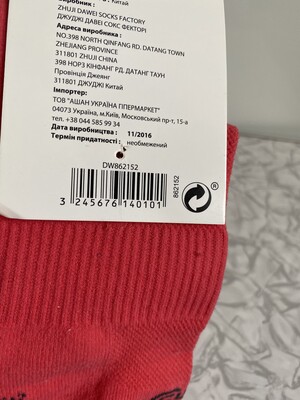 Китай
ZHUJI DAWEI SOCKS FACTORY
ДЖУДЖІ ДАВЕІ СОКС ФЕКТОРІ
Адреса виробника :
NO.398 NORTH QINFANG RD. DATANG TOWN
ZHEJIANG PROVINCE
311801 ZHUJI CHINA
398 НОРЗ КІНФАНГ РД. ДАТАНГ ТАУН
Провінція Джеянг
311801 ДЖУДЖІ Китай
Імпортер:
ТОВ "АШАН УКРАЇНА ГІПЕРМАРКЕТ"
04073 Україна, м.Київ, Московський пр-т, 15-а
тел. +38 044 585 99 34
Дата виробництва : 11/2016
Термін придатності : необмежений
DW862152
3 245676 140101
862152
®